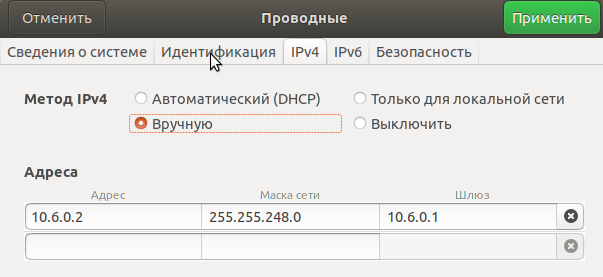 Отменить Проводные Применить
Сведения о системе Идентификация IPv4 IPv6 Безопасность
Метод IPv4 Автоматический (DHCP) Только для локальной сети
Вручную Выключить
Адреса
Адрес Маска сети Шлюз
10.6.0.2 255.255.248.0 10.6.0.1